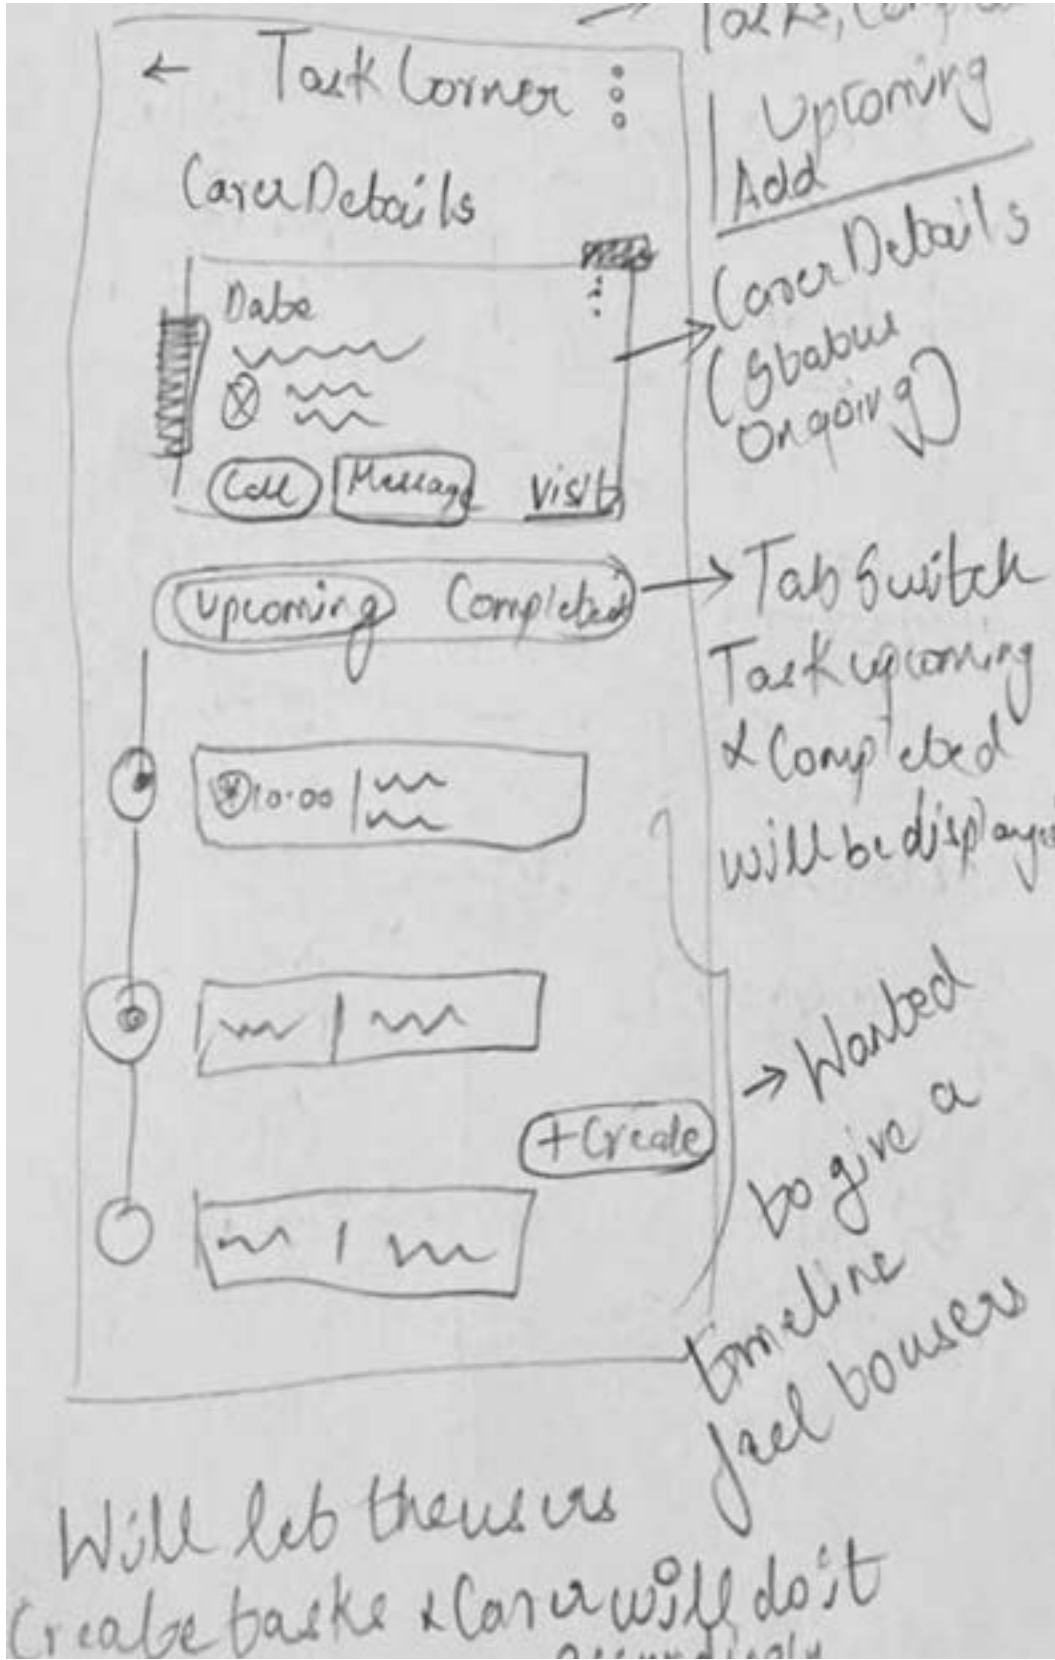 Task Corner
Carer Details
Date
Call Message Visit
Upcoming Completed
10.00
+Create
Upcoming
Add
Carer Details
(Status
Ongoing)
Tab Switch
Task upcoming
& Completed
will be displayed
Wanted
to give a
timeline
feel to users
Will let the users
Create tasks & Carer will do it
accordingly